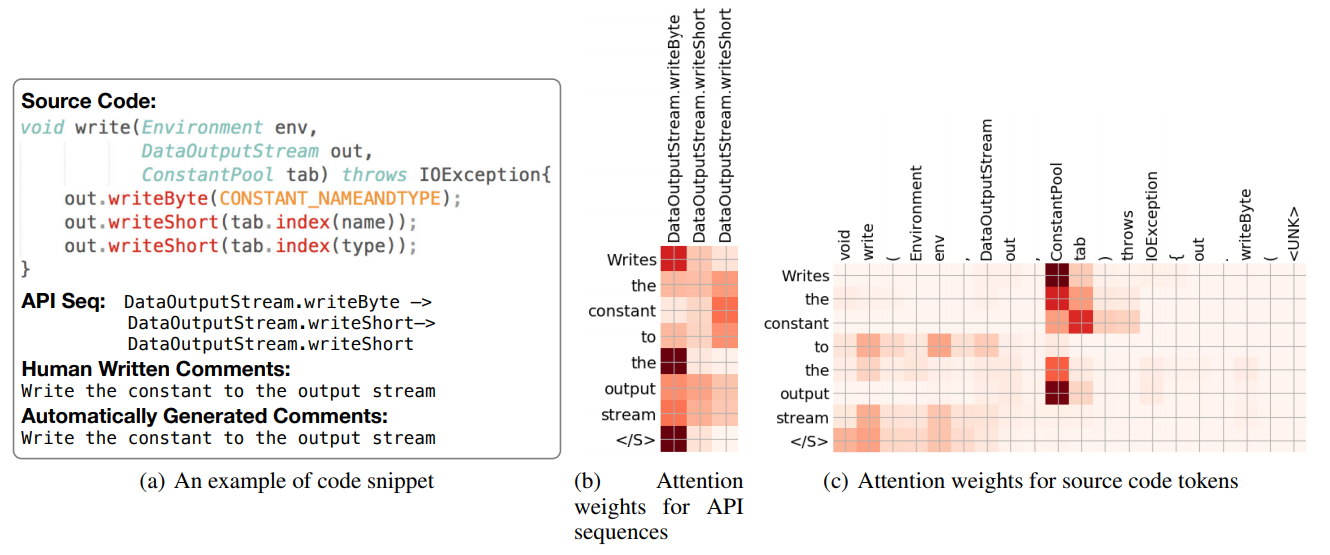 Source Code:
void write(Environment env,
DataOutputStream out,
ConstantPool tab) throws IOException{
out.writeByte(CONSTANT_NAMEANDTYPE);
out.writeShort(tab.index(name));
out.writeShort(tab.index(type));
}
API Seq: DataOutputStream.writeByte —>
DataOutputStream.writeShort—>
DataOutputStream.writeShort
Human Written Comments:
Write the constant to the output stream
Automatically Generated Comments:
Write the constant to the output stream
(a) An example of code snippet
DataOutputStream.writeByte
DataOutputStream.writeShort
DataOutputStream.writeShort
Writes
the
constant
to
the
output
stream
</S>
(b) Attention
weights for API
sequences
void
write
(
Environment
env
,
DataOutputStream
out
,
ConstantPool
tab
)
throws
IOException
{
out
.
writeByte
(
<UNK>
Writes
the
constant
to
the
output
stream
</S>
(c) Attention weights for source code tokens